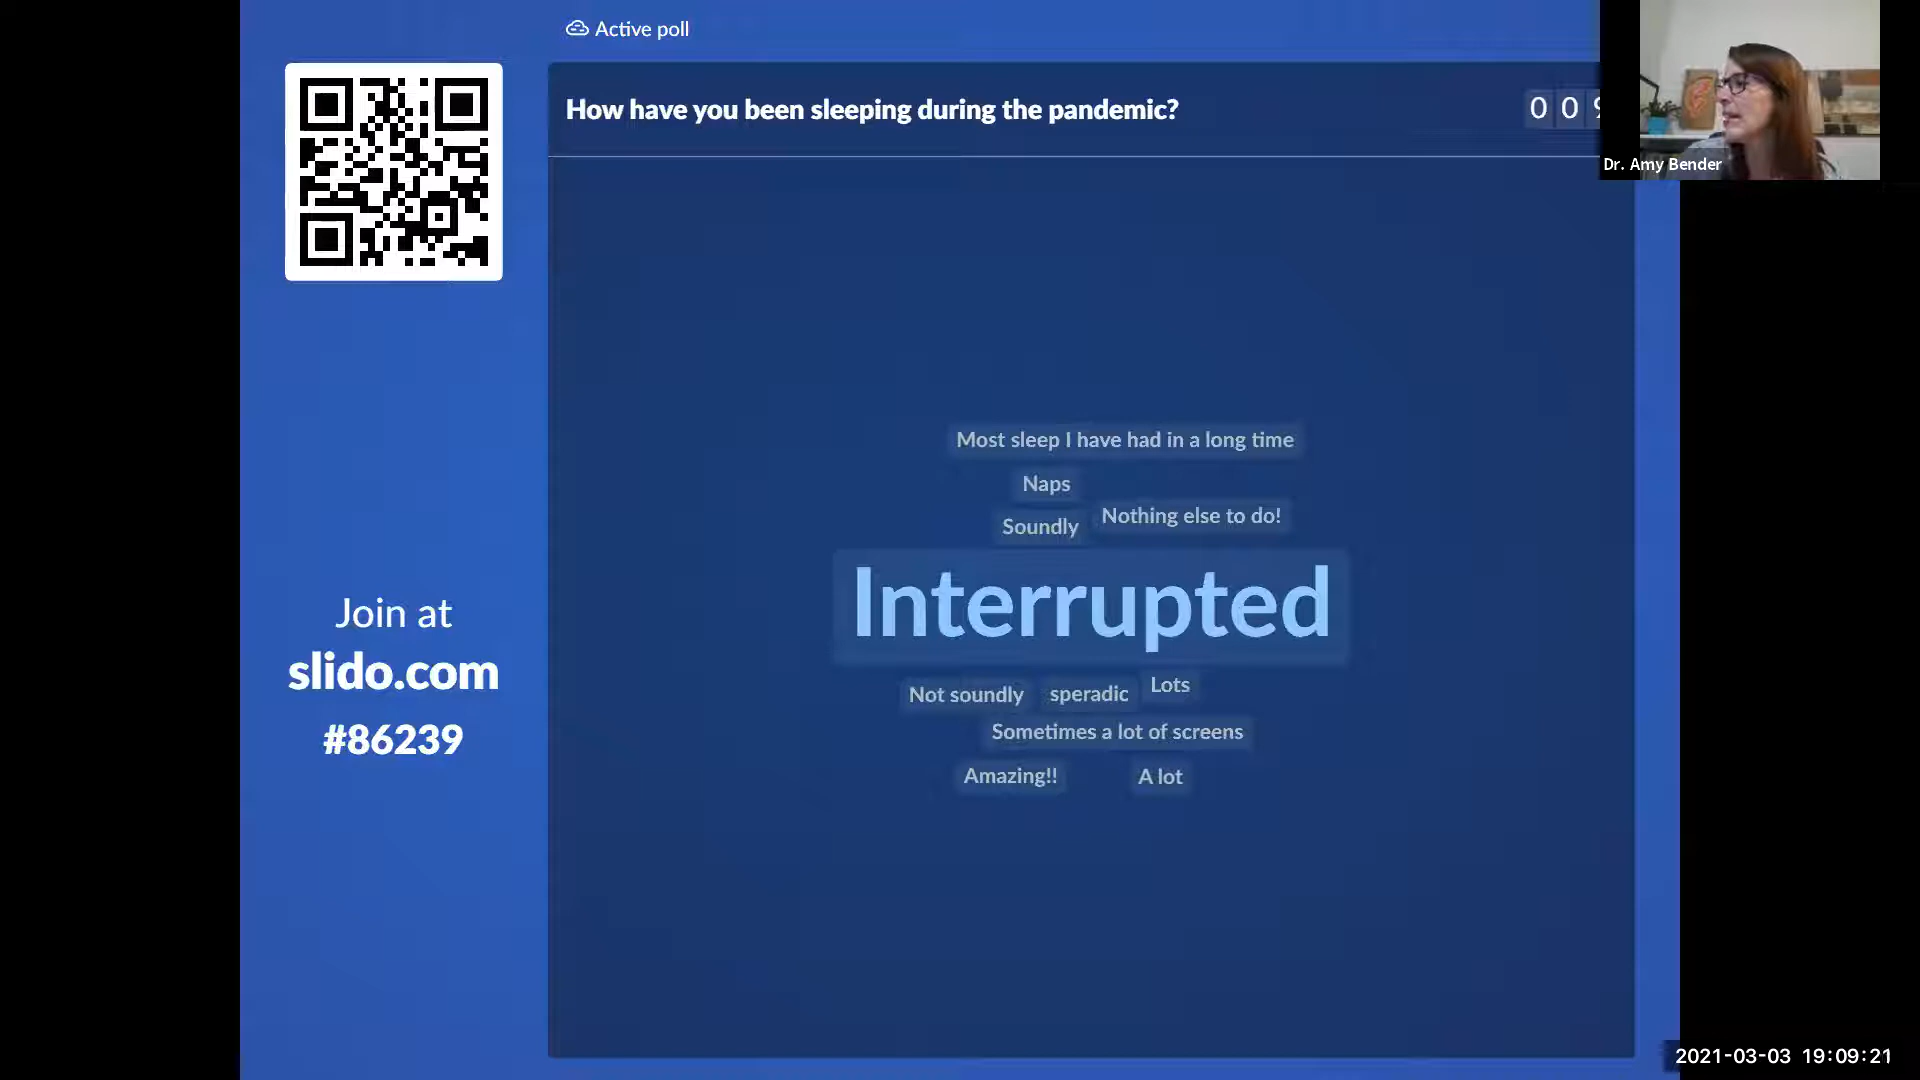 Active poll
How have you been sleeping during the pandemic?
0 0
Dr. Amy Bender
Most sleep I have had in a long time
Naps
Soundly
Nothing else to do!
Interrupted
Not soundly
speradic
Lots
Sometimes a lot of screens
Amazing!!
A lot
Join at
slido.com
#86239
2021-03-03 19:09:21